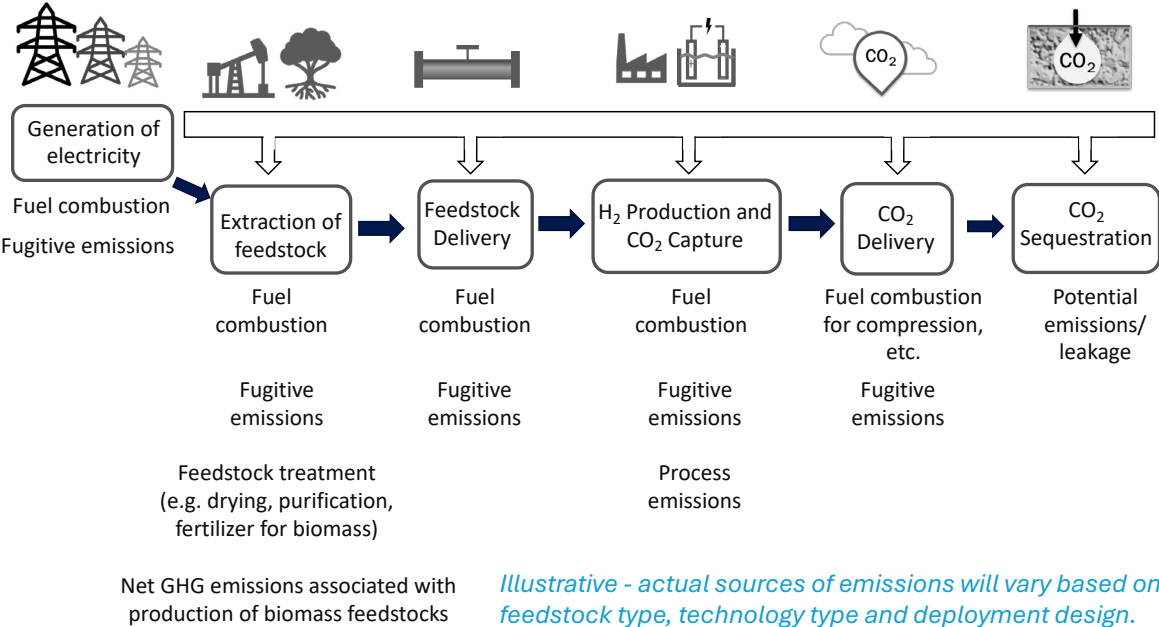 CO₂
CO₂
Generation of
electricity
Fuel combustion
Fugitive emissions
Extraction of
feedstock
Feedstock
Delivery
H₂ Production and
CO₂ Capture
CO₂
Delivery
CO₂
Sequestration
Fuel
combustion
Fugitive
emissions
Feedstock treatment
(e.g. drying, purification,
fertilizer for biomass)
Net GHG emissions associated with
production of biomass feedstocks
Fuel
combustion
Fugitive
emissions
Fuel
combustion
Fugitive
emissions
Process
emissions
Fuel combustion
for compression,
etc.
Fugitive
emissions
Potential
emissions/
leakage
Illustrative - actual sources of emissions will vary based on
feedstock type, technology type and deployment design.